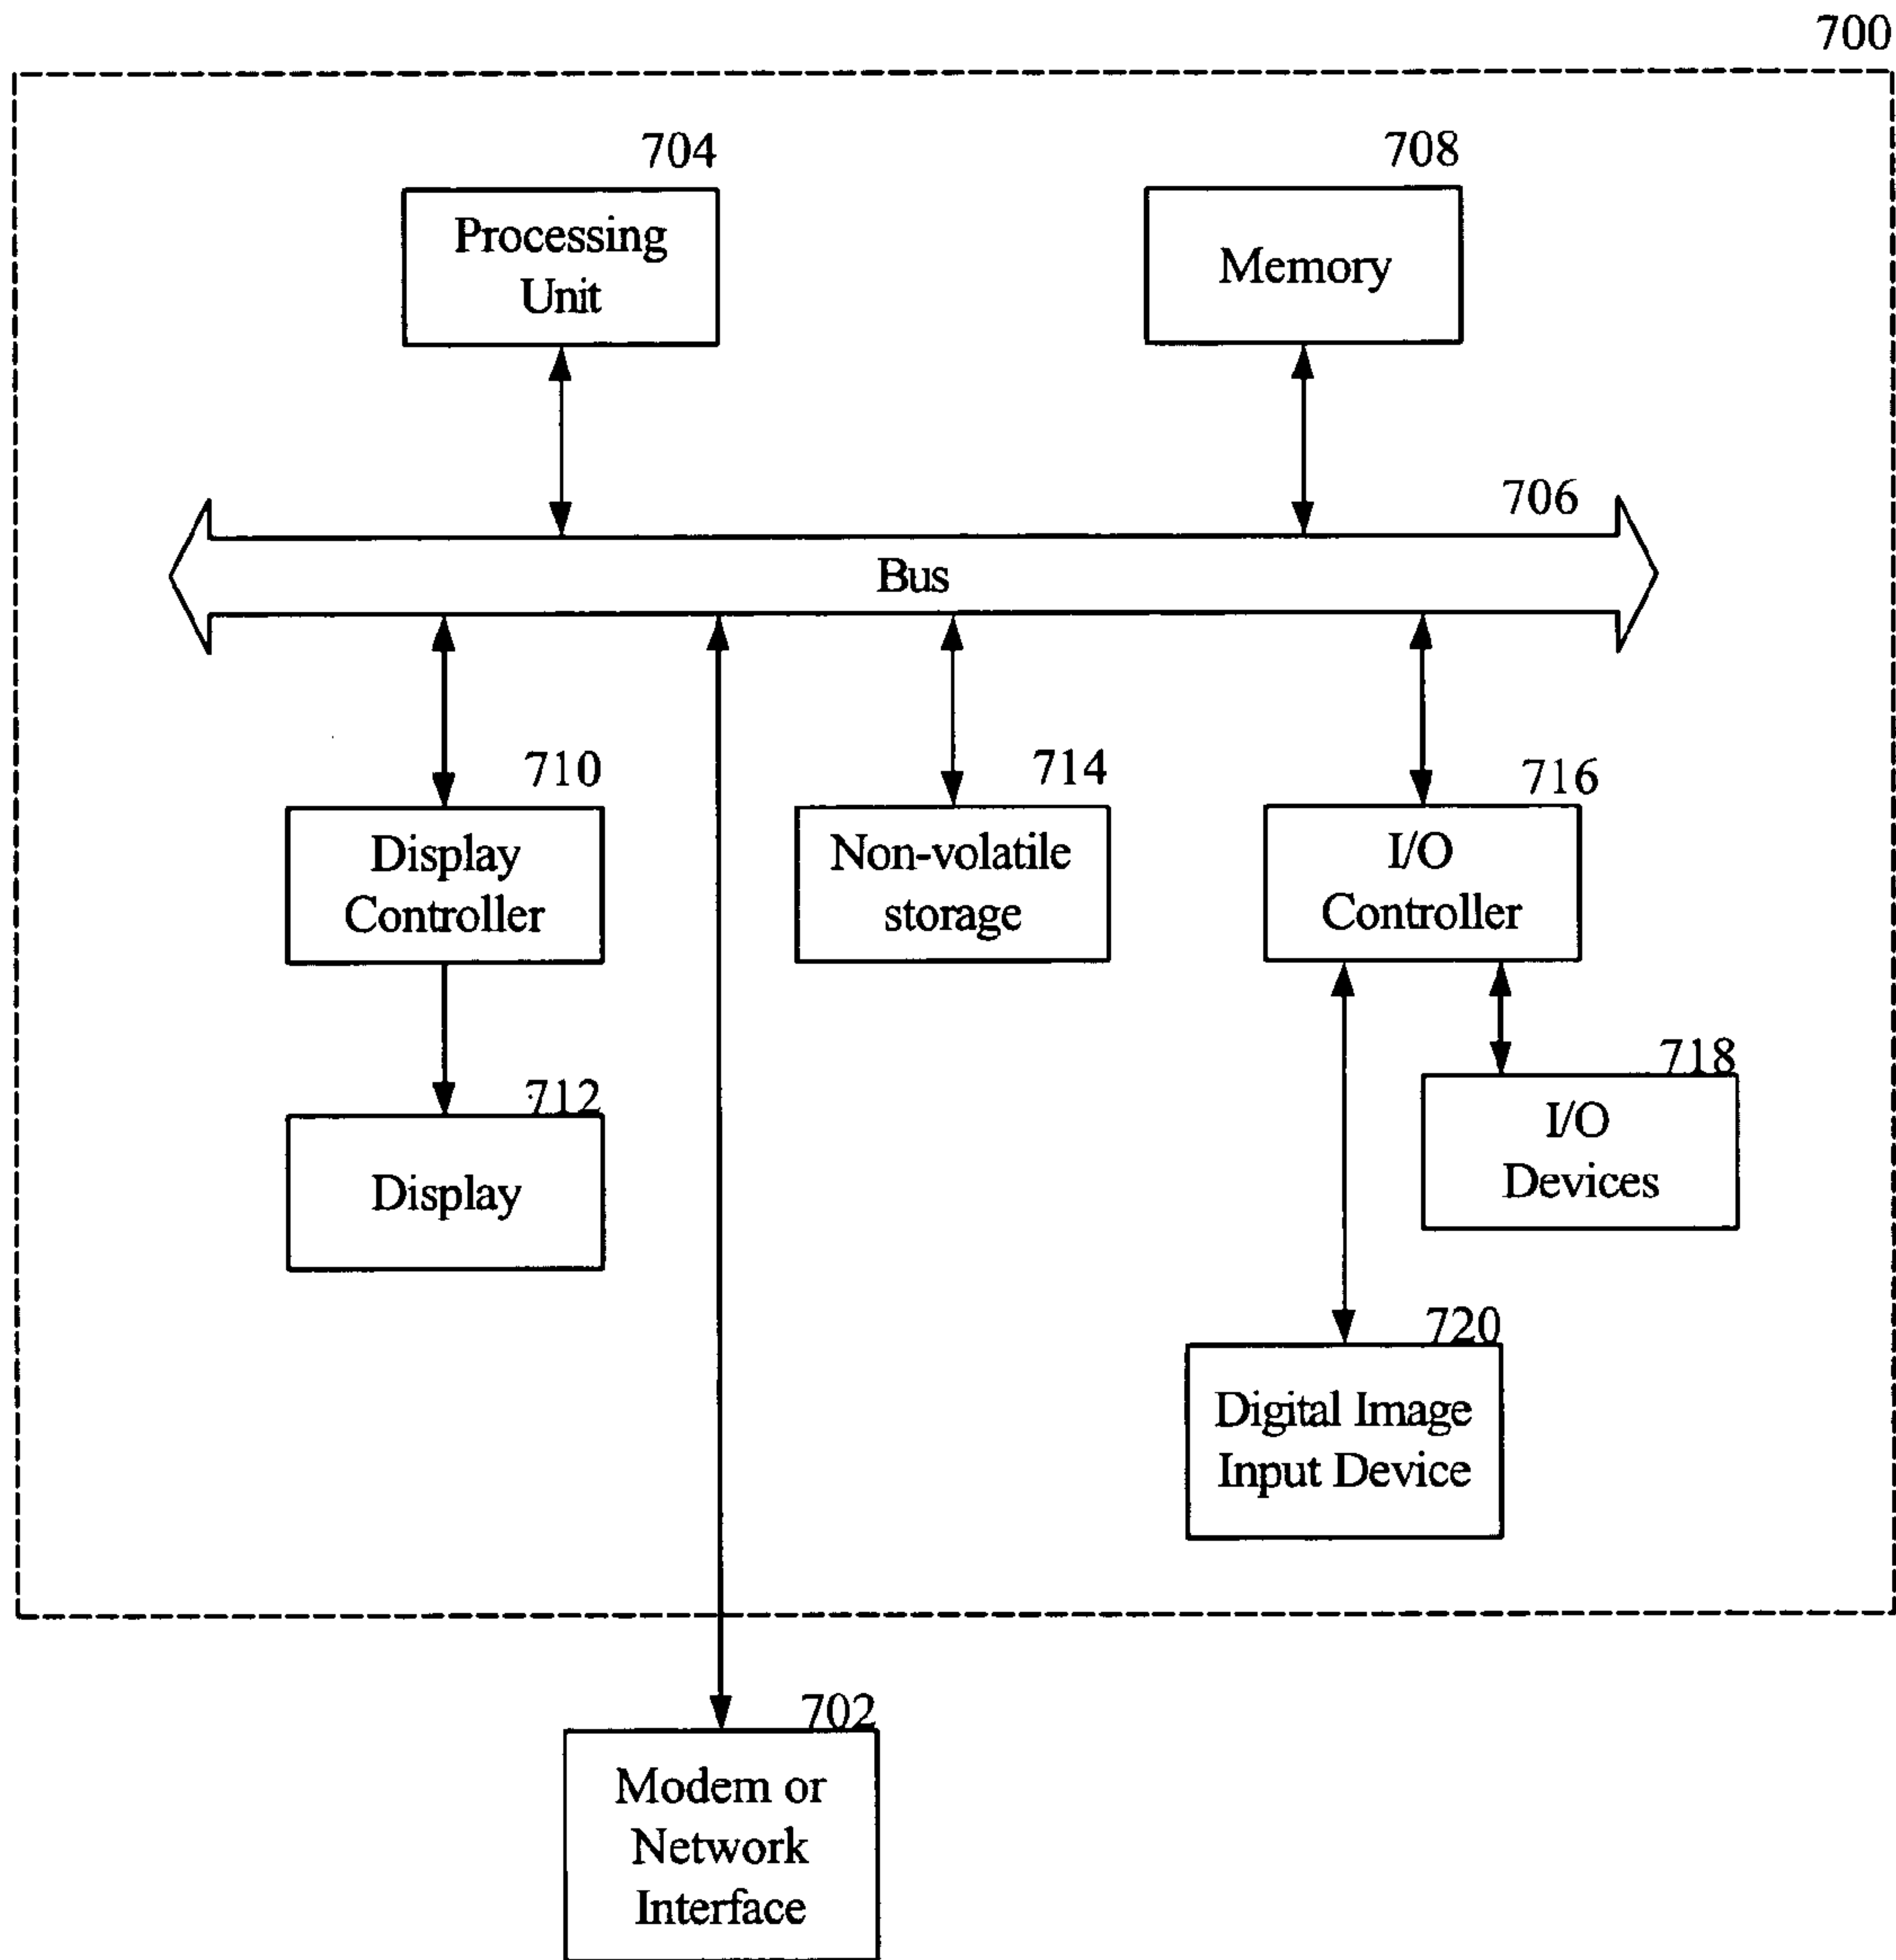 700
704
708
Processing
Unit
Memory
706
Bus
710
714
716
Display
Controller
Non-volatile
storage
I/O
Controller
712
718
Display
I/O
Devices
720
Digital Image
Input Device
702
Modem or
Network
Interface